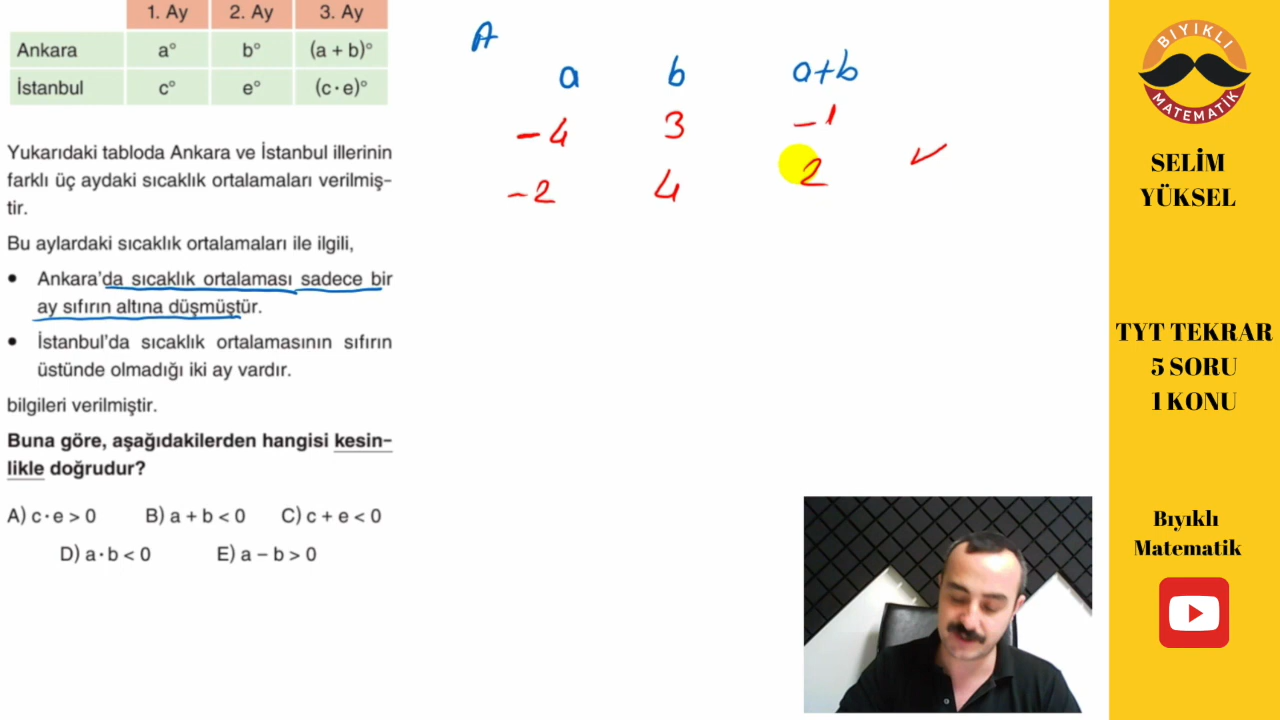 1. Ay 2. Ay 3. Ay
Ankara a° b° (a + b)°
İstanbul c° e° (c · e)°
Yukarıdaki tabloda Ankara ve İstanbul illerinin
farklı üç aydaki sıcaklık ortalamaları verilmiş-
tir.
Bu aylardaki sıcaklık ortalamaları ile ilgili,
• Ankara'da sıcaklık ortalaması sadece bir
ay sıfırın altına düşmüştür.
• İstanbul'da sıcaklık ortalamasının sıfırın
üstünde olmadığı iki ay vardır.
bilgileri verilmiştir.
Buna göre, aşağıdakilerden hangisi kesin-
likle doğrudur?
A) c · e > 0 B) a + b < 0 C) c + e < 0
D) a · b < 0 E) a – b > 0
A
a b a+b
-4 3 -1
-2 4 2 ✓
BIYIKLI
MATEMATİK
SELİM
YÜKSEL
TYT TEKRAR
5 SORU
1 KONU
Bıyıklı
Matematik